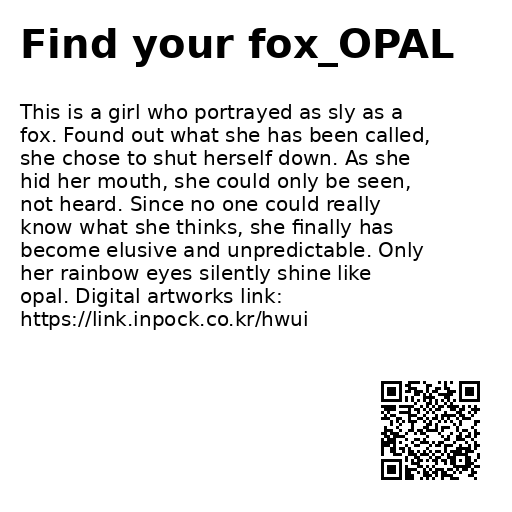 Find your fox_OPAL
This is a girl who portrayed as sly as a
fox. Found out what she has been called,
she chose to shut herself down. As she
hid her mouth, she could only be seen,
not heard. Since no one could really
know what she thinks, she finally has
become elusive and unpredictable. Only
her rainbow eyes silently shine like
opal. Digital artworks link:
https://link.inpock.co.kr/hwui